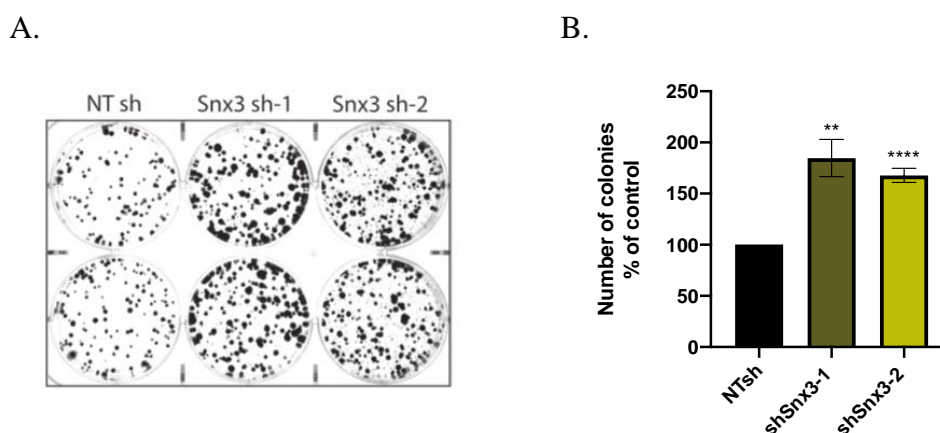 A.
B.
NT sh Snx3 sh-1 Snx3 sh-2
250
200
150
100
50
0
Number of colonies
% of control
**
****
NTsh
shSnx3-1
shSnx3-2